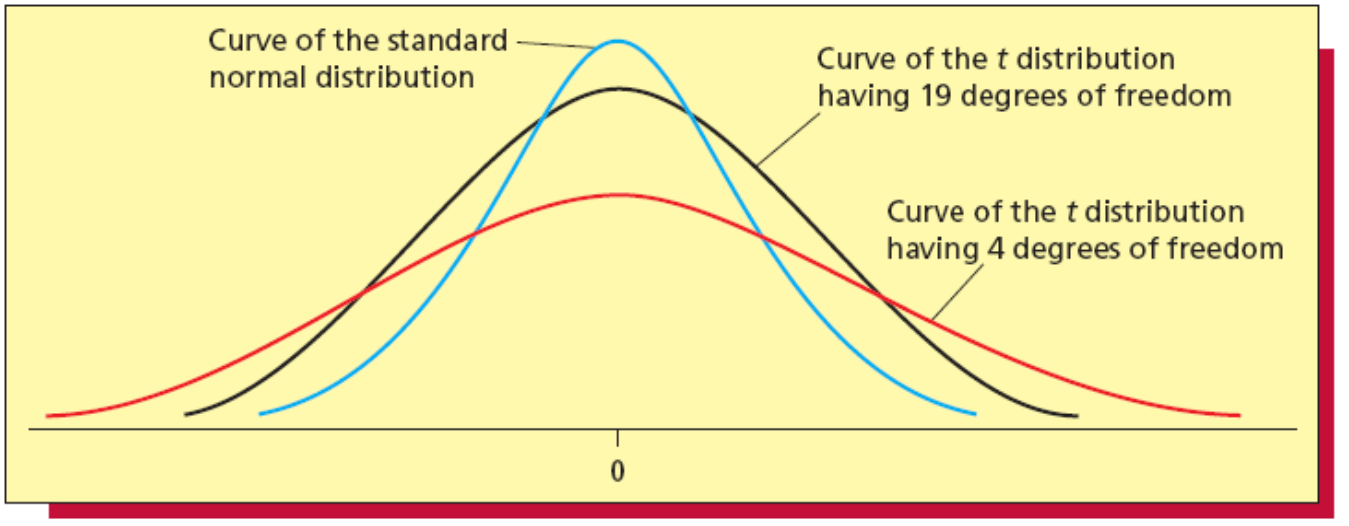 Curve of the standard
normal distribution
Curve of the t distribution
having 19 degrees of freedom
Curve of the t distribution
having 4 degrees of freedom
0